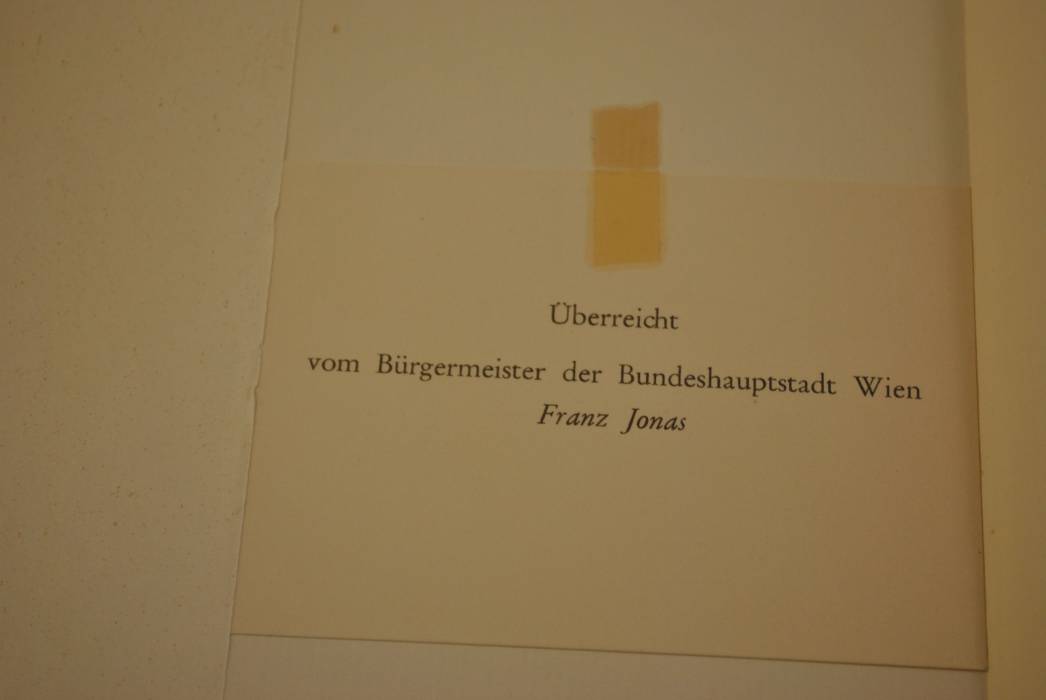 Überreicht
vom Bürgermeister der Bundeshauptstadt Wien
Franz Jonas